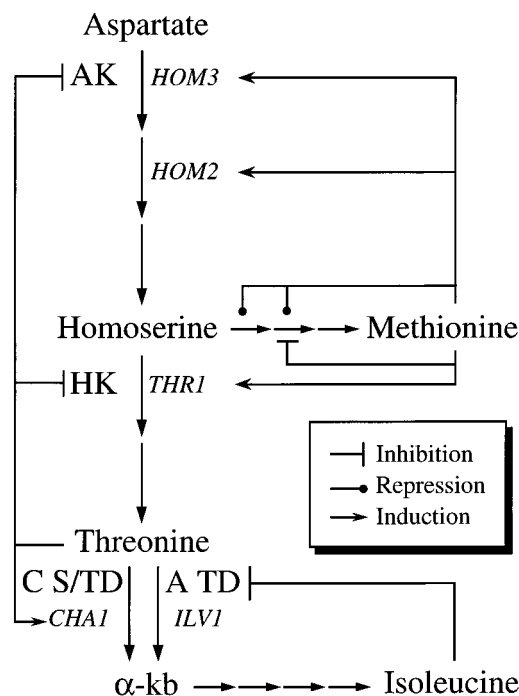 Aspartate
AK HOM3
HOM2
Homoserine Methionine
HK THR1
Inhibition
Repression
Induction
Threonine
C S/TD A TD
CHA1 ILV1
α-kb Isoleucine